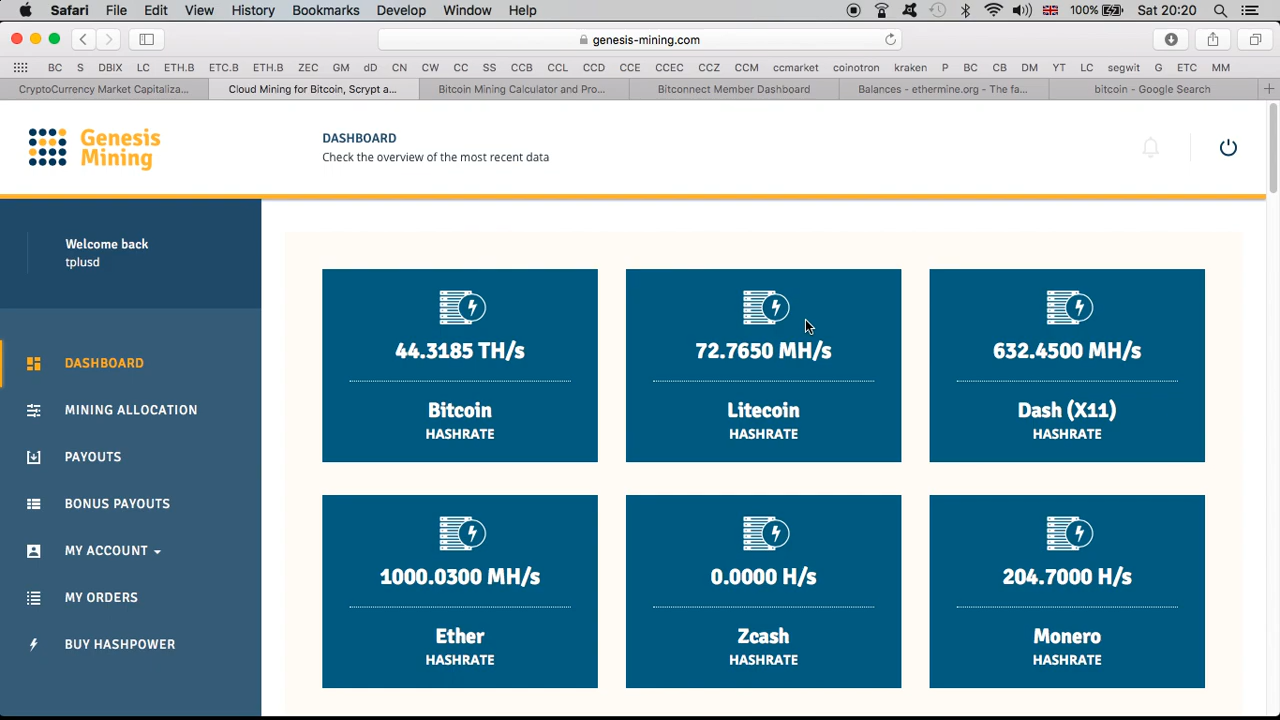 Safari File Edit View History Bookmarks Develop Window Help 100% Sat 20:20
genesis-mining.com
BC S DBIX LC ETH.B ETC.B ETH.B ZEC GM dD CN CW CC SS CCB CCL CCD CCE CCEC CCZ CCM ccmarket coinotron kraken P BC CB DM YT LC segwit G ETC MM
CryptoCurrency Market Capitaliza... Cloud Mining for Bitcoin, Scrypt a... Bitcoin Mining Calculator and Pro... Bitconnect Member Dashboard Balances - ethermine.org - The fa... bitcoin - Google Search
Genesis
Mining
DASHBOARD
Check the overview of the most recent data
Welcome back
tplusd
DASHBOARD
MINING ALLOCATION
PAYOUTS
BONUS PAYOUTS
MY ACCOUNT
MY ORDERS
BUY HASHPOWER
44.3185 TH/s
Bitcoin
HASHRATE
72.7650 MH/s
Litecoin
HASHRATE
632.4500 MH/s
Dash (X11)
HASHRATE
1000.0300 MH/s
Ether
HASHRATE
0.0000 H/s
Zcash
HASHRATE
204.7000 H/s
Monero
HASHRATE